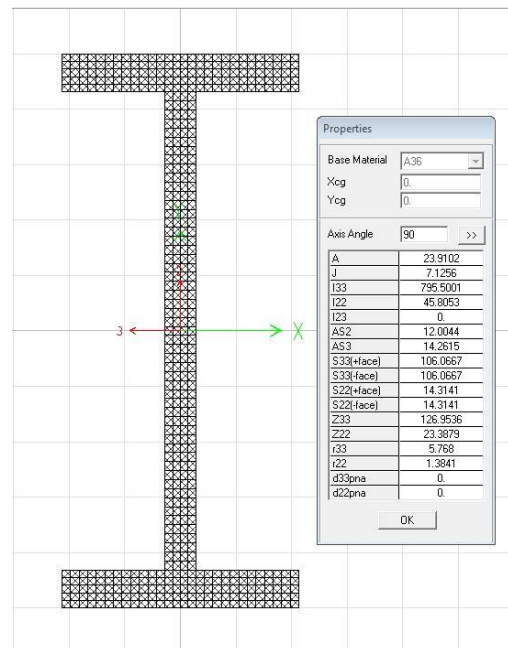 Properties
Base Material A36
Xcg 0.
Ycg 0.
Axis Angle 90 >>
A 23.9102
J 7.1256
I33 795.5001
I22 45.8053
I23 0.
AS2 12.0044
AS3 14.2615
S33(+face) 106.0667
S33(-face) 106.0667
S22(+face) 14.3141
S22(-face) 14.3141
Z33 126.9536
Z22 23.3879
r33 5.768
r22 1.3841
d33pna 0.
d22pna 0.
OK
3
X